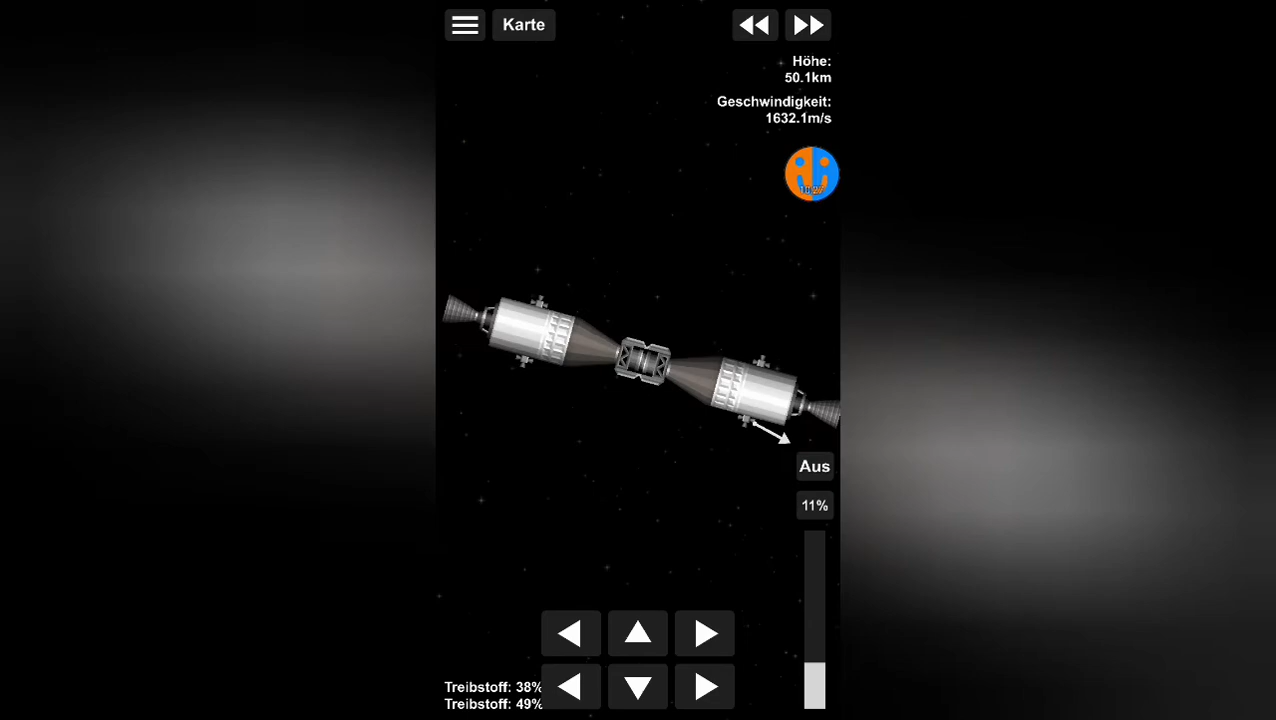 Karte
Höhe:
50.1km
Geschwindigkeit:
1632.1m/s
Aus
11%
Treibstoff: 38%
Treibstoff: 49%